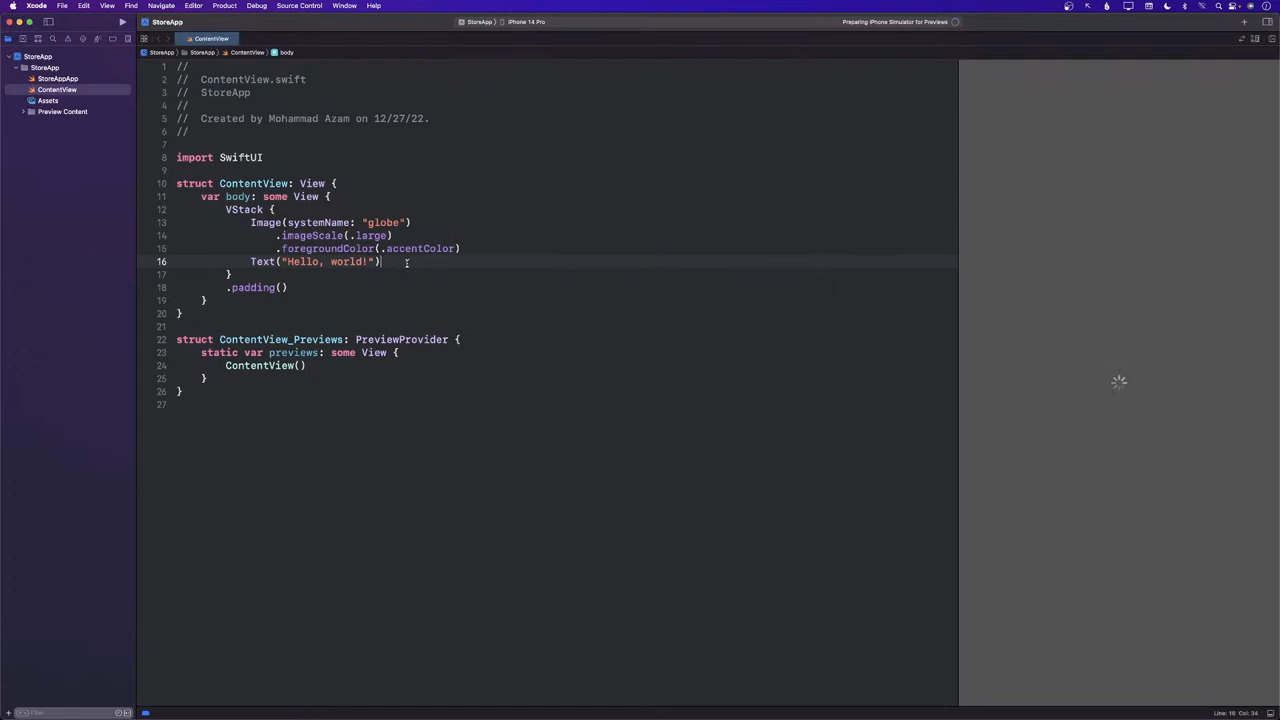 Xcode File Edit View Find Navigate Editor Product Debug Source Control Window Help
StoreApp
StoreApp 〉 iPhone 14 Pro
Preparing iPhone Simulator for Previews
ContentView
StoreApp 〉 StoreApp 〉 ContentView 〉 body
StoreApp
StoreApp
StoreAppApp
ContentView
Assets
Preview Content
1 //
2 //  ContentView.swift
3 //  StoreApp
4 //
5 //  Created by Mohammad Azam on 12/27/22.
6 //
7
8 import SwiftUI
9
10 struct ContentView: View {
11     var body: some View {
12         VStack {
13             Image(systemName: "globe")
14                 .imageScale(.large)
15                 .foregroundColor(.accentColor)
16             Text("Hello, world!")
17         }
18         .padding()
19     }
20 }
21
22 struct ContentView_Previews: PreviewProvider {
23     static var previews: some View {
24         ContentView()
25     }
26 }
27
Filter
Line: 16 Col: 34